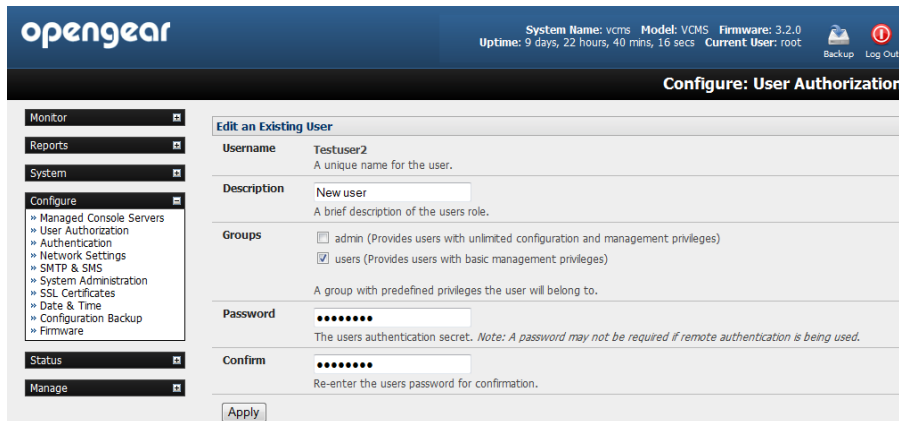 opengear
System Name: vcms Model: VCMS Firmware: 3.2.0
Uptime: 9 days, 22 hours, 40 mins, 16 secs Current User: root
Backup
Log Out
Configure: User Authorization
Monitor
Reports
System
Configure
» Managed Console Servers
» User Authorization
» Authentication
» Network Settings
» SMTP & SMS
» System Administration
» SSL Certificates
» Date & Time
» Configuration Backup
» Firmware
Status
Manage
Edit an Existing User
Username
Testuser2
A unique name for the user.
Description
New user
A brief description of the users role.
Groups
admin (Provides users with unlimited configuration and management privileges)
users (Provides users with basic management privileges)
A group with predefined privileges the user will belong to.
Password
••••••••
The users authentication secret. Note: A password may not be required if remote authentication is being used.
Confirm
••••••••
Re-enter the users password for confirmation.
Apply